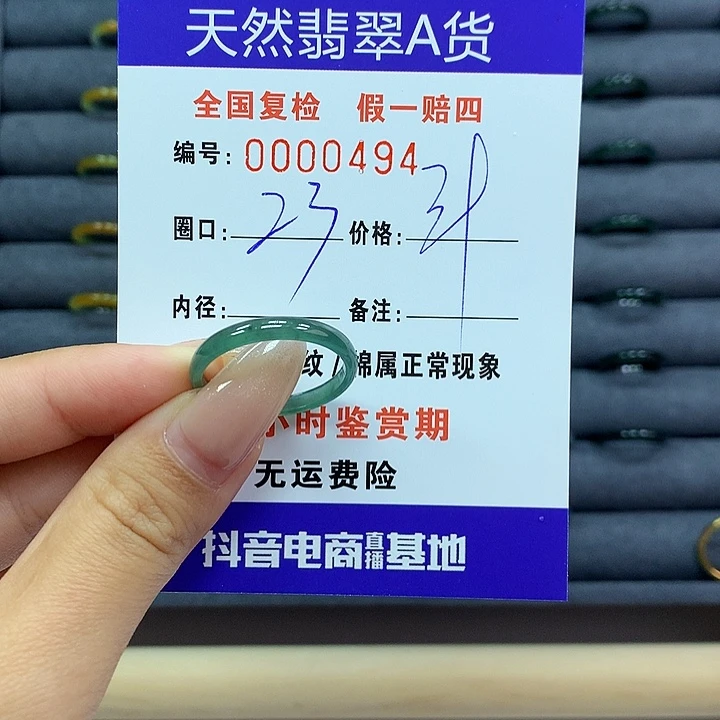 天然翡翠A货
全国复检 假一赔四
编号: 0000494
圈口: 23 价格:
内径: 备注:
纹/棉属正常现象
小时鉴赏期
无运费险
抖音电商直播基地